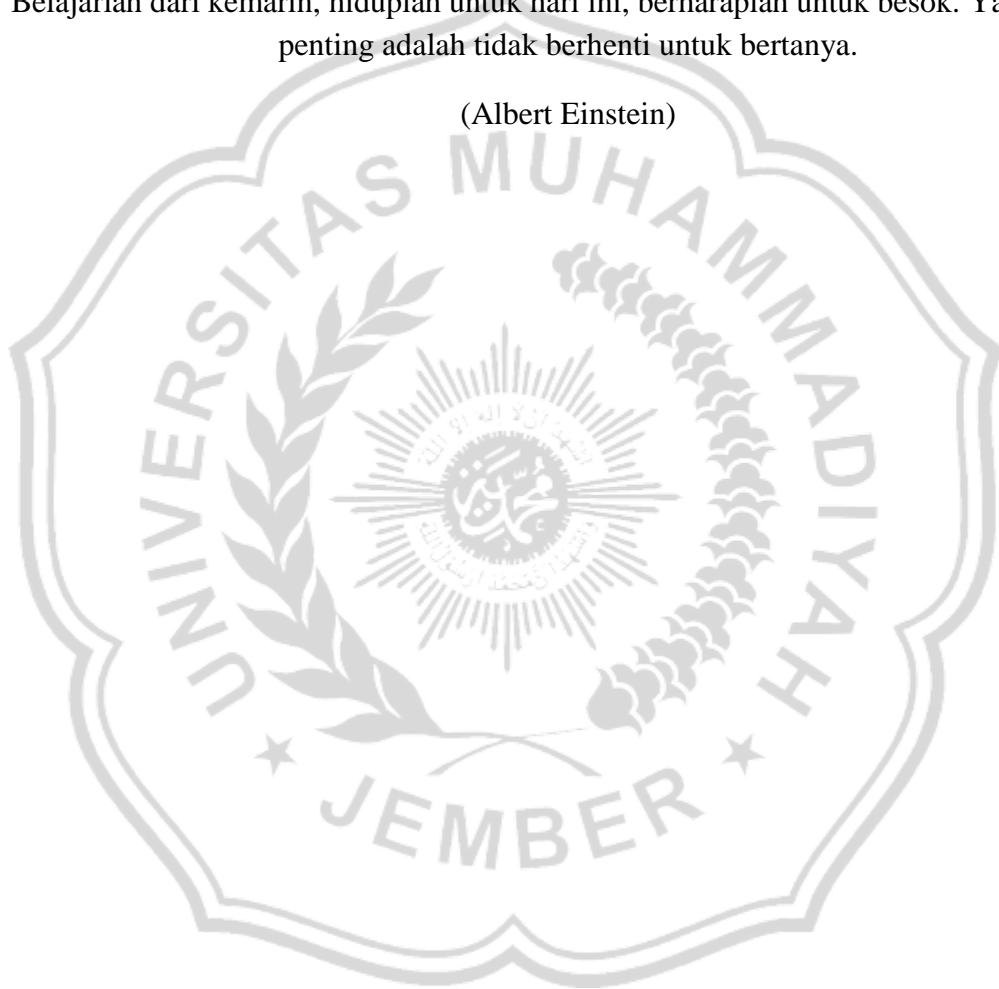 Belajarlah dari kemarin, hiduplah untuk hari ini, berharaplah untuk besok.
penting adalah tidak berhenti untuk bertanya.
(Albert Einstein)
UNIVERSITAS MUHAMMADIYAH
JEMBER